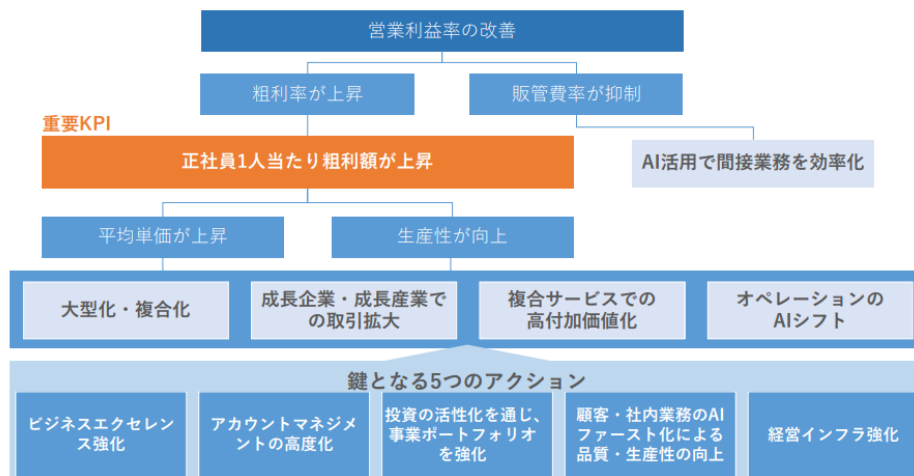 営業利益率の改善
粗利率が上昇
販管費率が抑制
重要KPI
正社員1人当たり粗利額が上昇
AI活用で間接業務を効率化
平均単価が上昇
生産性が向上
大型化・複合化
成長企業・成長産業で
の取引拡大
複合サービスでの
高付加価値化
オペレーションの
AIシフト
鍵となる5つのアクション
ビジネスエクセレン
ス強化
アカウントマネジメ
ントの高度化
投資の活性化を通じ、
事業ポートフォリオ
を強化
顧客・社内業務のAI
ファースト化による
品質・生産性の向上
経営インフラ強化